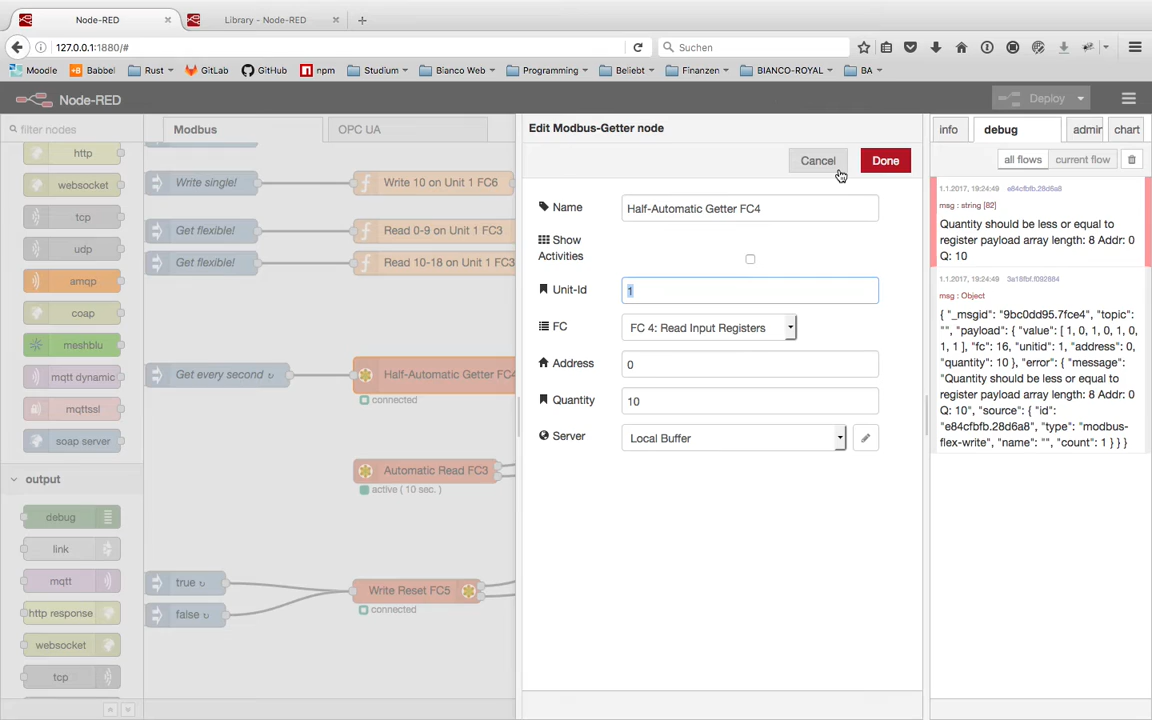 Node-RED
Library - Node-RED
127.0.0.1:1880/#
Suchen
Moodle
Babbel
Rust
GitLab
GitHub
npm
Studium
Bianco Web
Programming
Beliebt
Finanzen
BIANCO-ROYAL
BA
Node-RED
Deploy
filter nodes
http
websocket
tcp
udp
amqp
coap
meshblu
mqtt dynamic
mqttssl
soap server
output
debug
link
mqtt
http response
websocket
tcp
Modbus
OPC UA
Write single!
Write 10 on Unit 1 FC6
Get flexible!
Read 0-9 on Unit 1 FC3
Get flexible!
Read 10-18 on Unit 1 FC3
Get every second ↻
Half-Automatic Getter FC4
connected
Automatic Read FC3
active ( 10 sec. )
true ↻
false ↻
Write Reset FC5
connected
Edit Modbus-Getter node
Cancel
Done
Name
Half-Automatic Getter FC4
Show
Activities
Unit-Id
1
FC
FC 4: Read Input Registers
Address
0
Quantity
10
Server
Local Buffer
info
debug
admin
chart
all flows
current flow
1.1.2017, 19:24:49 e84cfbfb.28d6a8
msg : string [82]
Quantity should be less or equal to
register payload array length: 8 Addr: 0
Q: 10
1.1.2017, 19:24:49 3a18fbf.f092884
msg : Object
{ "_msgid": "9bc0dd95.7fce4", "topic":
"", "payload": { "value": [ 1, 0, 1, 0, 1, 0,
1, 1 ], "fc": 16, "unitid": 1, "address": 0,
"quantity": 10 }, "error": { "message":
"Quantity should be less or equal to
register payload array length: 8 Addr: 0
Q: 10", "source": { "id":
"e84cfbfb.28d6a8", "type": "modbus-
flex-write", "name": "", "count": 1 } } }